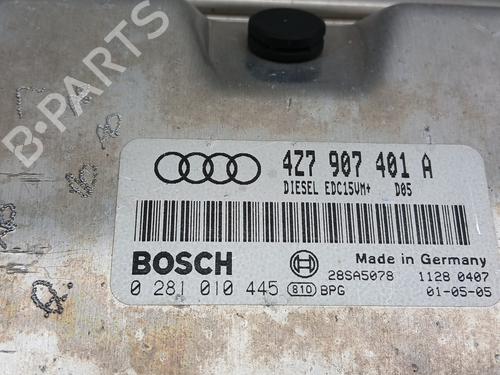 B-PARTS
4Z7 907 401 A
DIESEL EDC15VM+ D05
BOSCH
Made in Germany
28SA5078 1128 0407
0 281 010 445 810 BPG 01-05-05